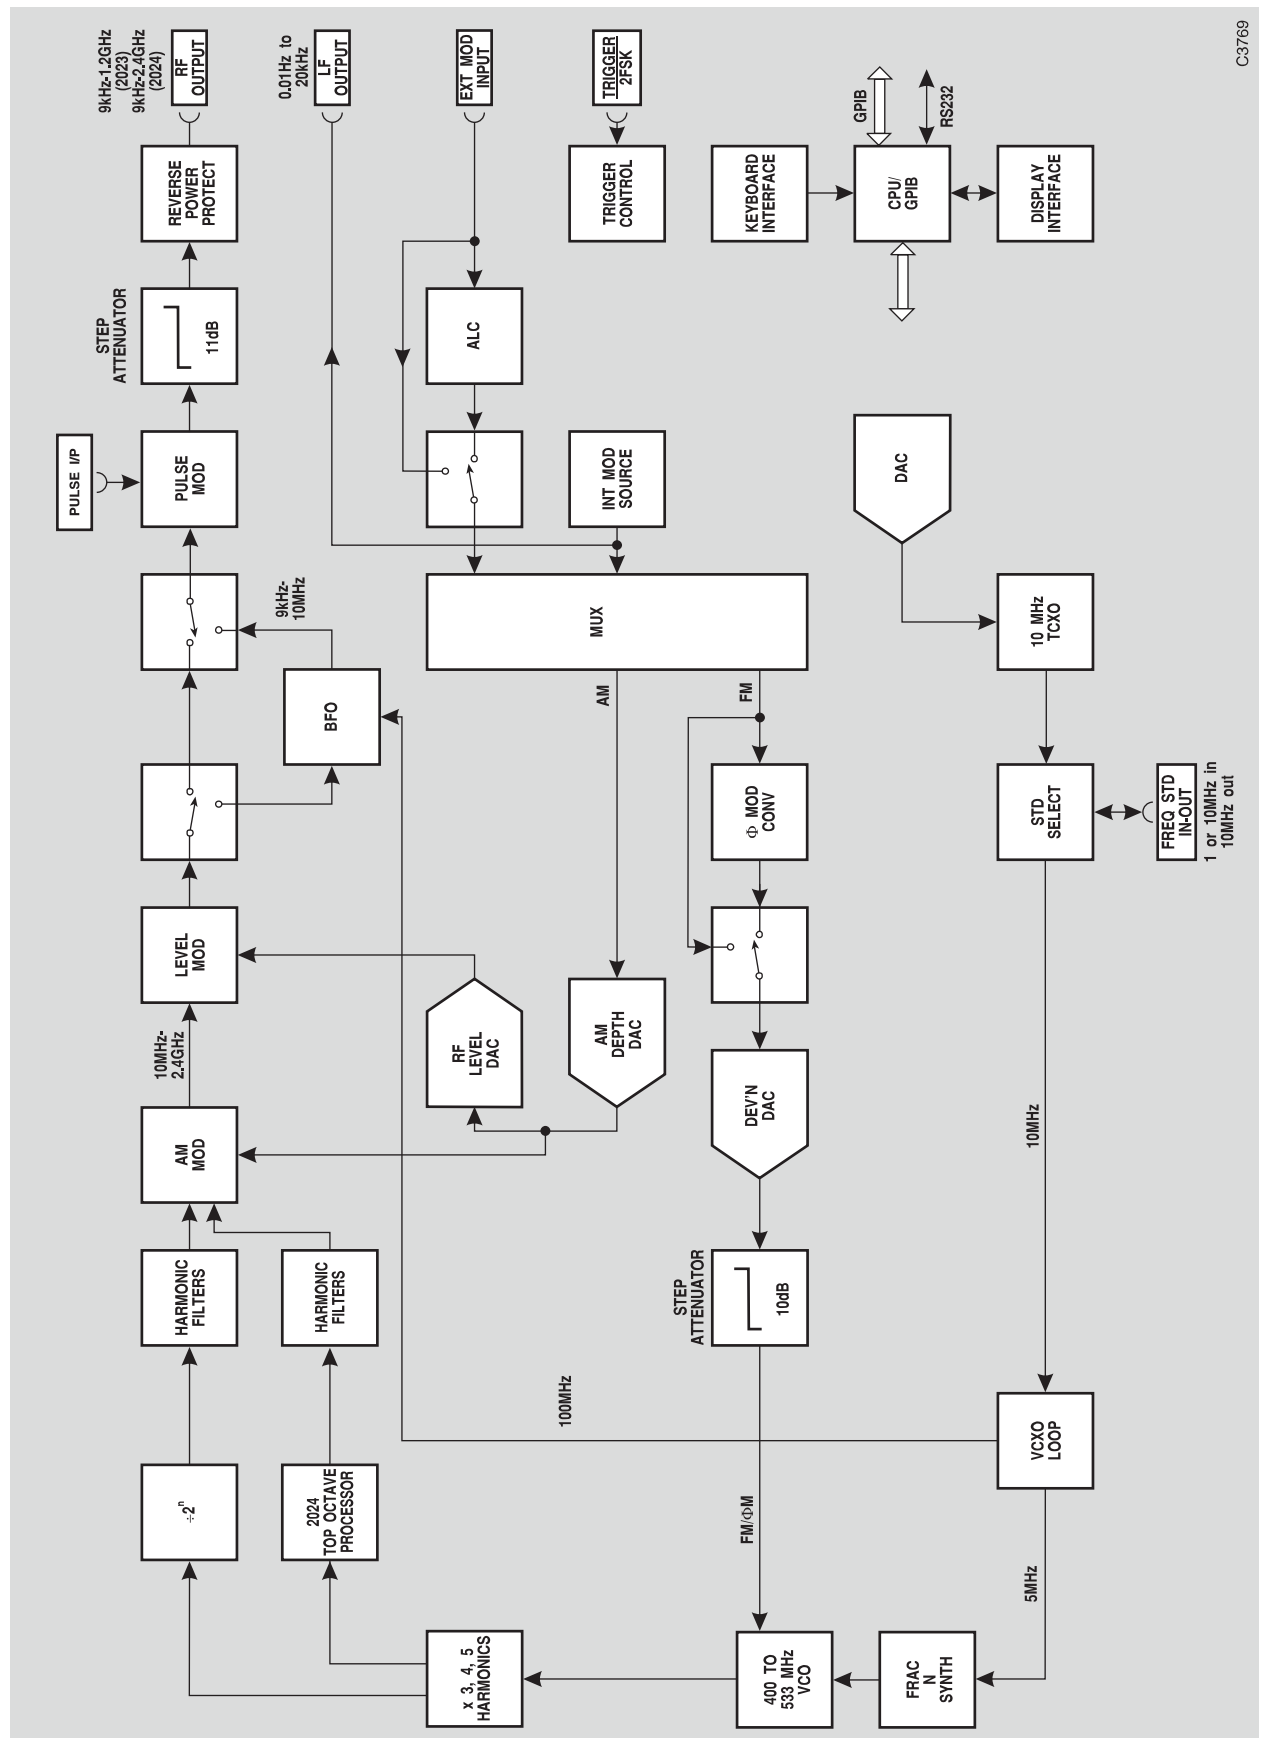 9kHz-1.2GHz
(2023)
9kHz-2.4GHz
(2024)
RF
OUTPUT
0.01Hz to
20kHz
LF
OUTPUT
EXT MOD
INPUT
TRIGGER
2FSK
C3769
REVERSE
POWER
PROTECT
TRIGGER
CONTROL
KEYBOARD
INTERFACE
CPU/
GPIB
GPIB
RS232
DISPLAY
INTERFACE
STEP
ATTENUATOR
11dB
ALC
PULSE I/P
PULSE
MOD
INT MOD
SOURCE
DAC
9kHz-
10MHz
MUX
10 MHz
TCXO
BFO
AM
FM
Φ MOD
CONV
STD
SELECT
FREQ STD
IN-OUT
1 or 10MHz in
10MHz out
LEVEL
MOD
10MHz-
2.4GHz
RF
LEVEL
DAC
AM
DEPTH
DAC
DEV'N
DAC
AM
MOD
10MHz
HARMONIC
FILTERS
HARMONIC
FILTERS
STEP
ATTENUATOR
10dB
100MHz
VCXO
LOOP
÷2ⁿ
2024
TOP OCTAVE
PROCESSOR
FM/ΦM
5MHz
x 3, 4, 5
HARMONICS
400 TO
533 MHz
VCO
FRAC
N
SYNTH